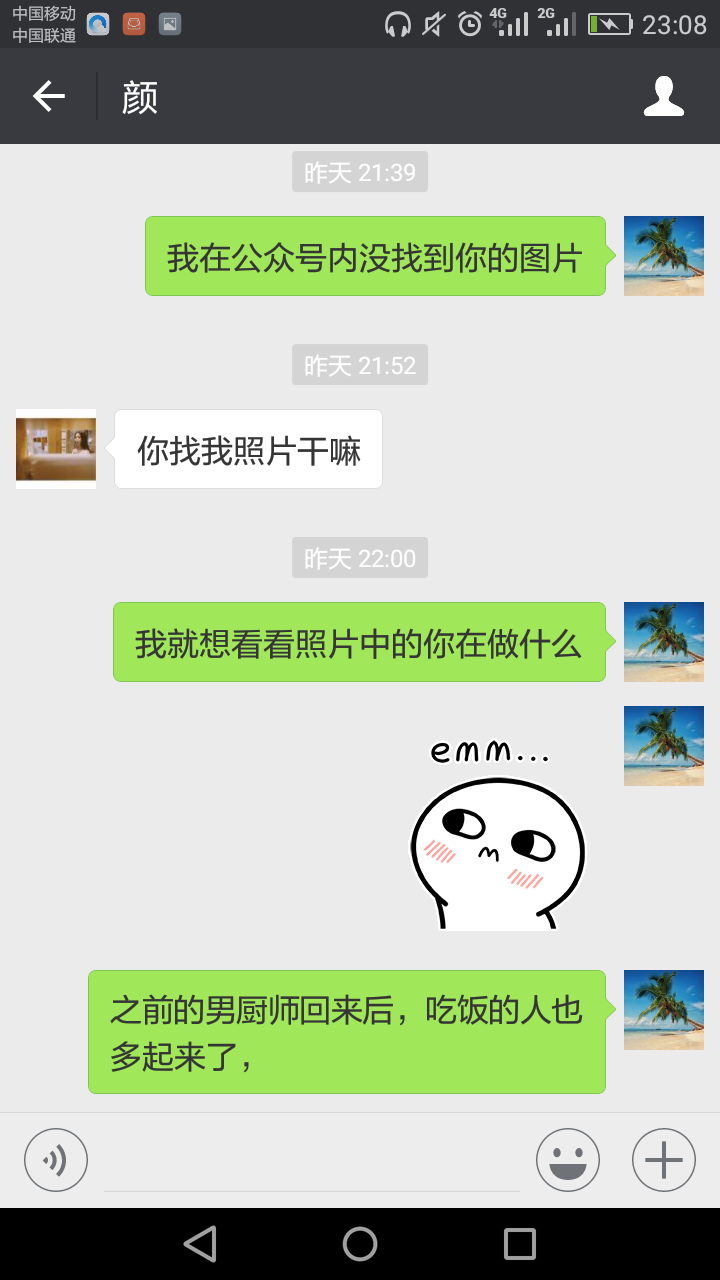 中国移动
中国联通
4G
2G
23:08
颜
昨天 21:39
我在公众号内没找到你的图片
昨天 21:52
你找我照片干嘛
昨天 22:00
我就想看看照片中的你在做什么
emm...
之前的男厨师回来后，吃饭的人也
多起来了，